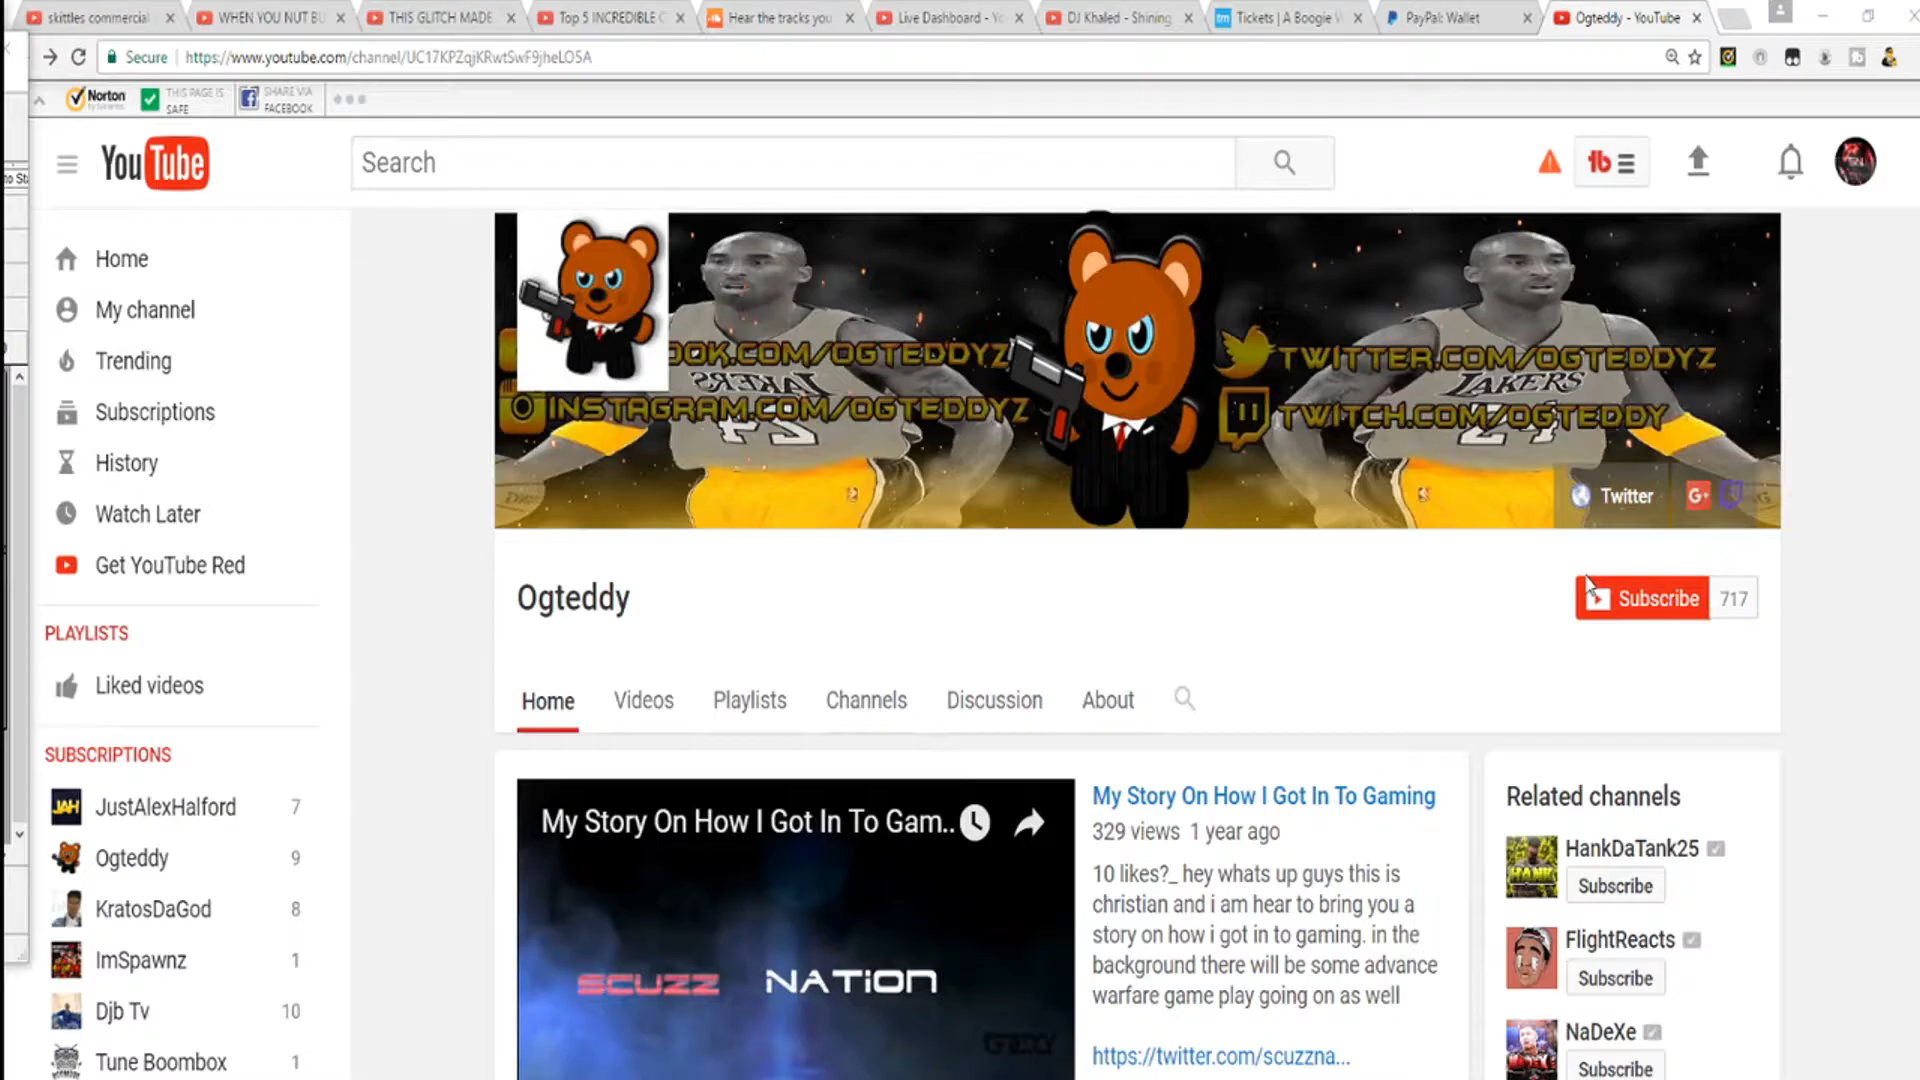 skittles commercial
WHEN YOU NUT BU
THIS GLITCH MADE
Top 5 INCREDIBLE
Hear the tracks you
Live Dashboard - Yo
DJ Khaled - Shining
Tickets | A Boogie W
PayPal: Wallet
Ogteddy - YouTube
Secure
https://www.youtube.com/channel/UC17KPZqjKRwtSwF9jheLO5A
Norton
THIS PAGE IS
SAFE
SHARE VIA
FACEBOOK
YouTube
Search
Home
My channel
Trending
Subscriptions
History
Watch Later
Get YouTube Red
PLAYLISTS
Liked videos
SUBSCRIPTIONS
JustAlexHalford 7
Ogteddy 9
KratosDaGod 8
ImSpawnz 1
Djb Tv 10
Tune Boombox 1
OOK.COM/OGTEDDYZ
INSTAGRAM.COM/OGTEDDYZ
TWITTER.COM/OGTEDDYZ
TWITCH.COM/OGTEDDY
LAKERS
24
LAKERS
24
Twitter
G+
Ogteddy
Subscribe 717
Home Videos Playlists Channels Discussion About
My Story On How I Got In To Gam..
SCUZZ NATION
My Story On How I Got In To Gaming
329 views 1 year ago
10 likes?_ hey whats up guys this is
christian and i am hear to bring you a
story on how i got in to gaming. in the
background there will be some advance
warfare game play going on as well
https://twitter.com/scuzzna...
Related channels
HankDaTank25
Subscribe
FlightReacts
Subscribe
NaDeXe
Subscribe